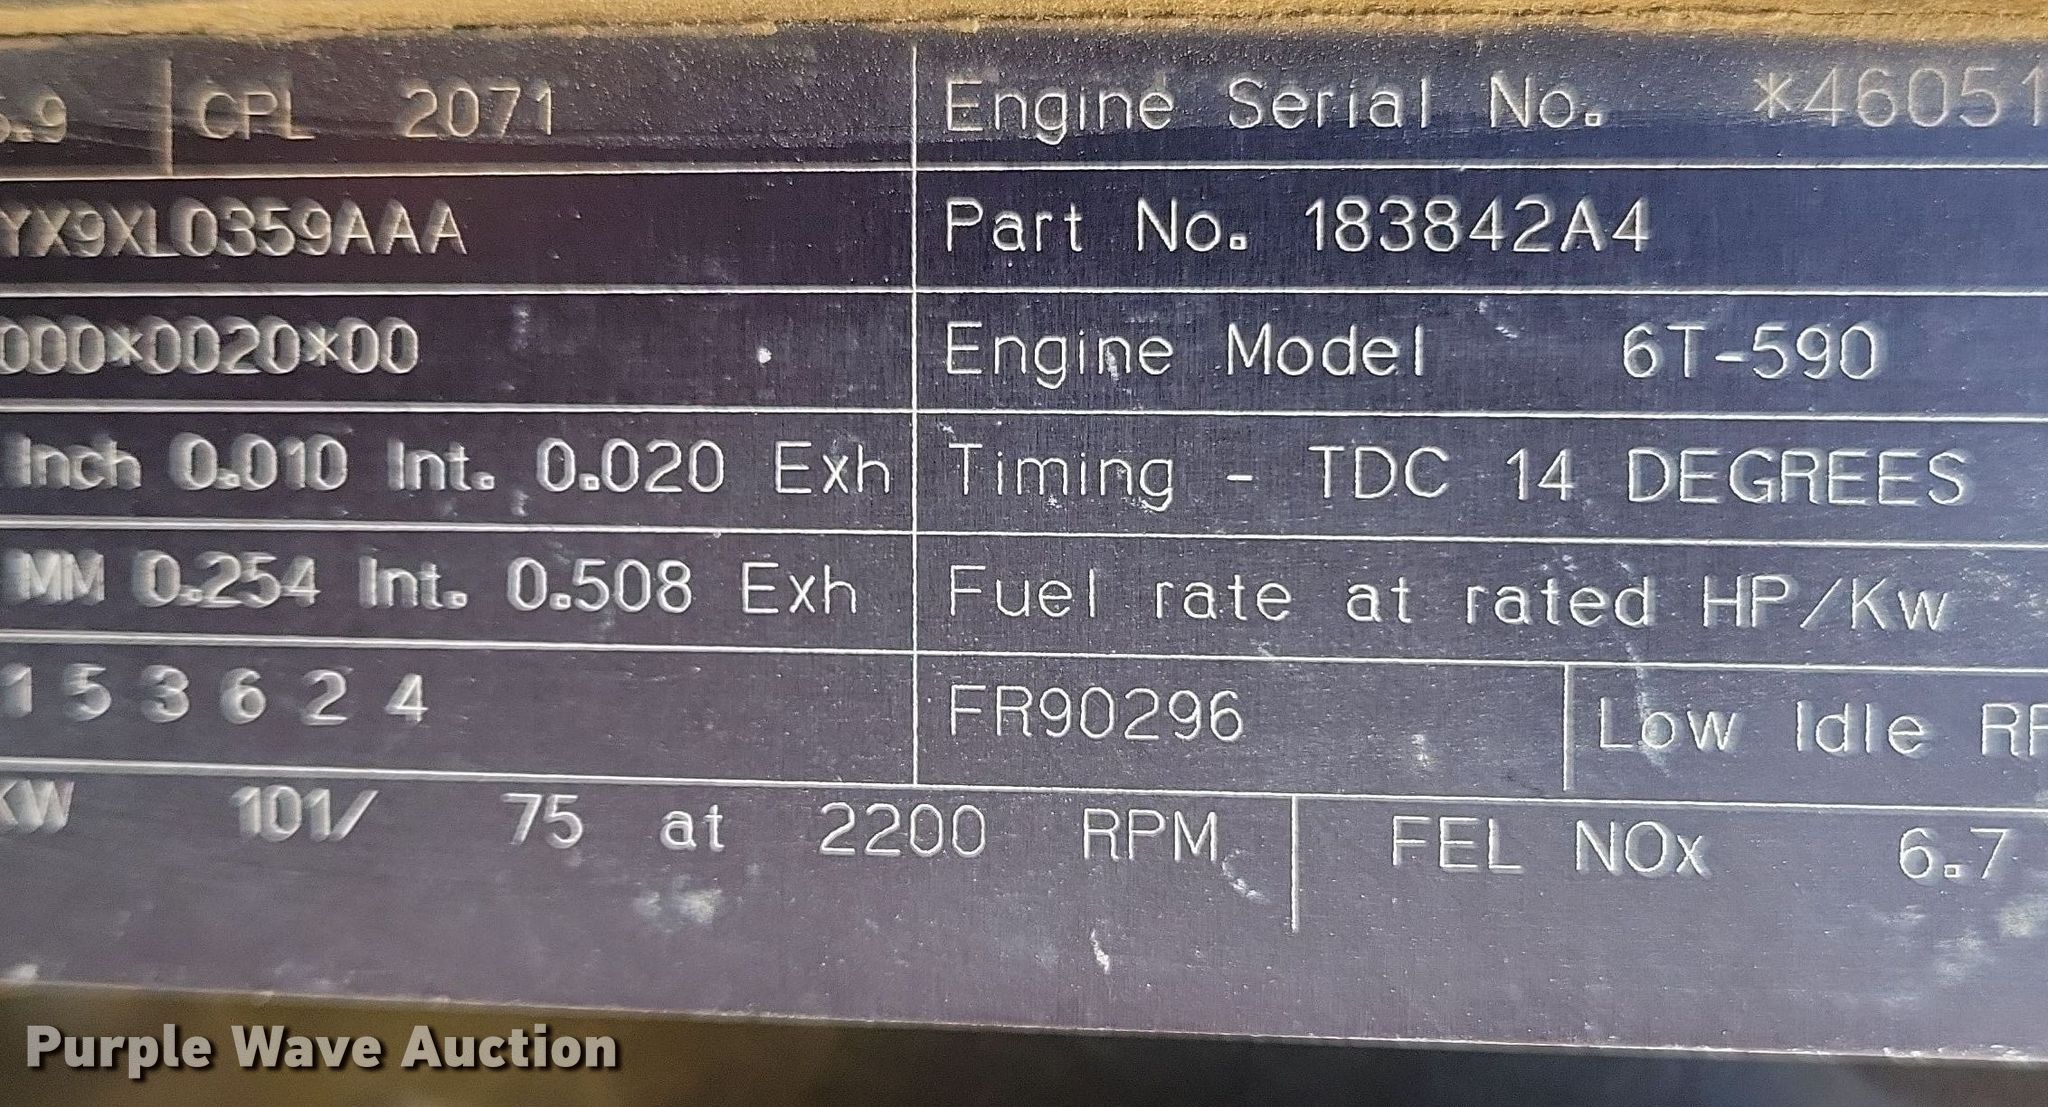 5.9 CPL 2071 Engine Serial No. *46051
YX9XL0359AAA Part No. 183842A4
000*0020*00 Engine Model 6T-590
Inch 0.010 Int. 0.020 Exh Timing - TDC 14 DEGREES
MM 0.254 Int. 0.508 Exh Fuel rate at rated HP/Kw
1 5 3 6 2 4 FR90296 Low Idle RP
KW 101/ 75 at 2200 RPM FEL NOx 6.7
Purple Wave Auction